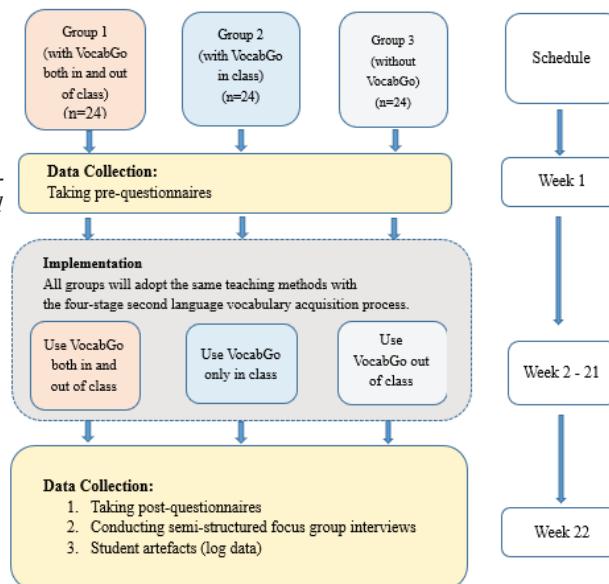 Group 1
(with VocabGo
both in and out
of class)
(n=24)
Group 2
(with VocabGo
in class)
(n=24)
Group 3
(without
VocabGo)
(n=24)
Schedule
Data Collection:
Taking pre-questionnaires
Week 1
Implementation
All groups will adopt the same teaching methods with
the four-stage second language vocabulary acquisition process.
Use VocabGo
both in and
out of class
Use VocabGo
only in class
Use
VocabGo out
of class
Week 2 - 21
Data Collection:
1. Taking post-questionnaires
2. Conducting semi-structured focus group interviews
3. Student artefacts (log data)
Week 22